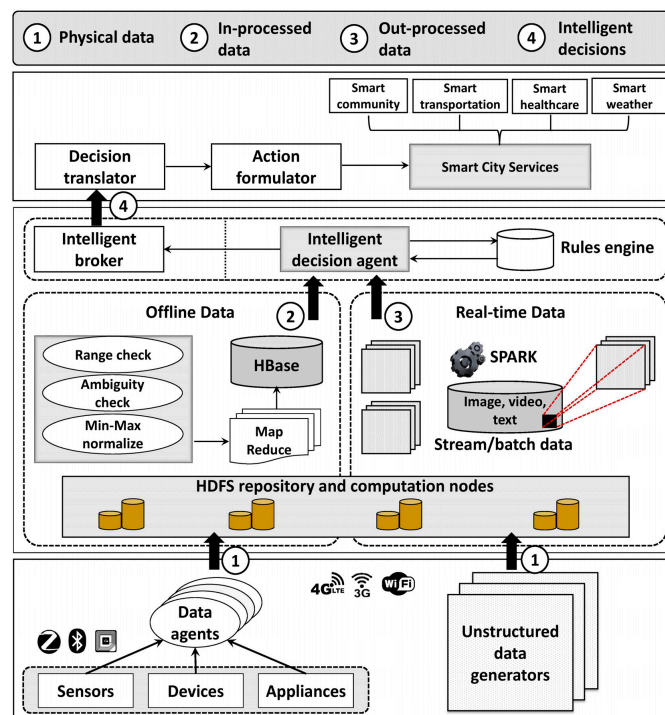 1 Physical data
2 In-processed data
3 Out-processed data
4 Intelligent decisions
Smart community
Smart transportation
Smart healthcare
Smart weather
Decision translator
Action formulator
Smart City Services
4
Intelligent broker
Intelligent decision agent
Rules engine
Offline Data
2
3
Real-time Data
Range check
Ambiguity check
Min-Max normalize
HBase
Map Reduce
SPARK
Image, video, text
Stream/batch data
HDFS repository and computation nodes
1
1
4G LTE
3G
Wi Fi
Data agents
Sensors
Devices
Appliances
Unstructured data generators